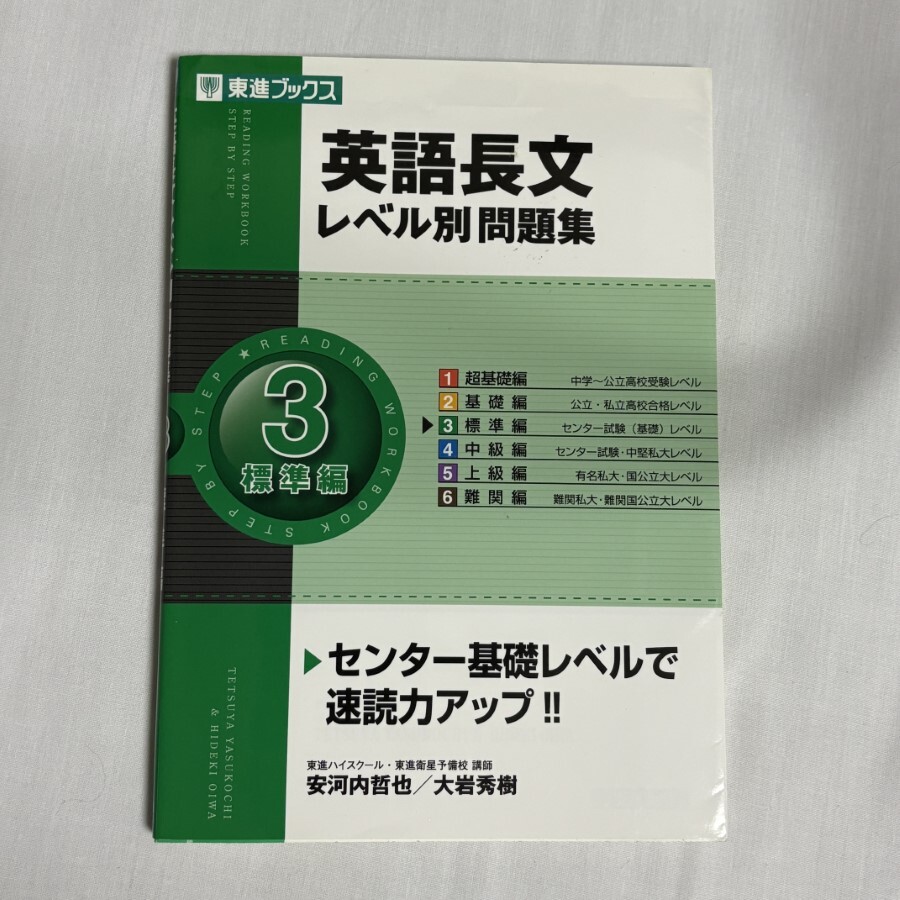 東進ブックス
READING WORKBOOK
STEP BY STEP
英語長文
レベル別問題集
★READING WORKBOOK STEP BY STEP
3
標準編
1 超基礎編 中学～公立高校受験レベル
2 基礎編 公立・私立高校合格レベル
3 標準編 センター試験（基礎）レベル
4 中級編 センター試験・中堅私大レベル
5 上級編 有名私大・国公立大レベル
6 難関編 難関私大・難関国公立大レベル
センター基礎レベルで
速読力アップ!!
東進ハイスクール・東進衛星予備校 講師
安河内哲也／大岩秀樹
TETSUYA YASUKOCHI
& HIDEKI OIWA